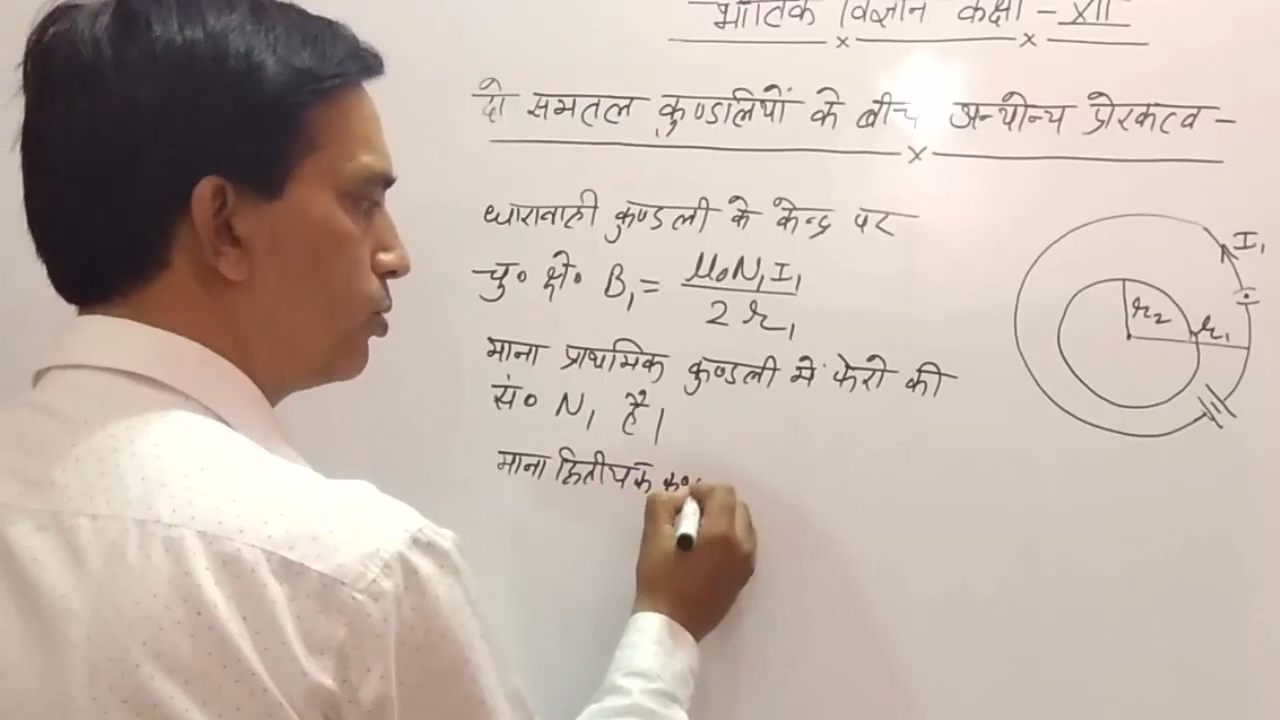 भौतिक विज्ञान कक्षा - XII
दो समतल कुण्डलियों के बीच अन्योन्य प्रेरकत्व -
धारावाही कुण्डली के केन्द्र पर
चु० क्षे० B₁ = μ₀N₁I₁ / 2r₁
माना प्राथमिक कुण्डली में फेरो की
सं० N₁ है।
माना द्वितीयक
I₁
r₂
r₁